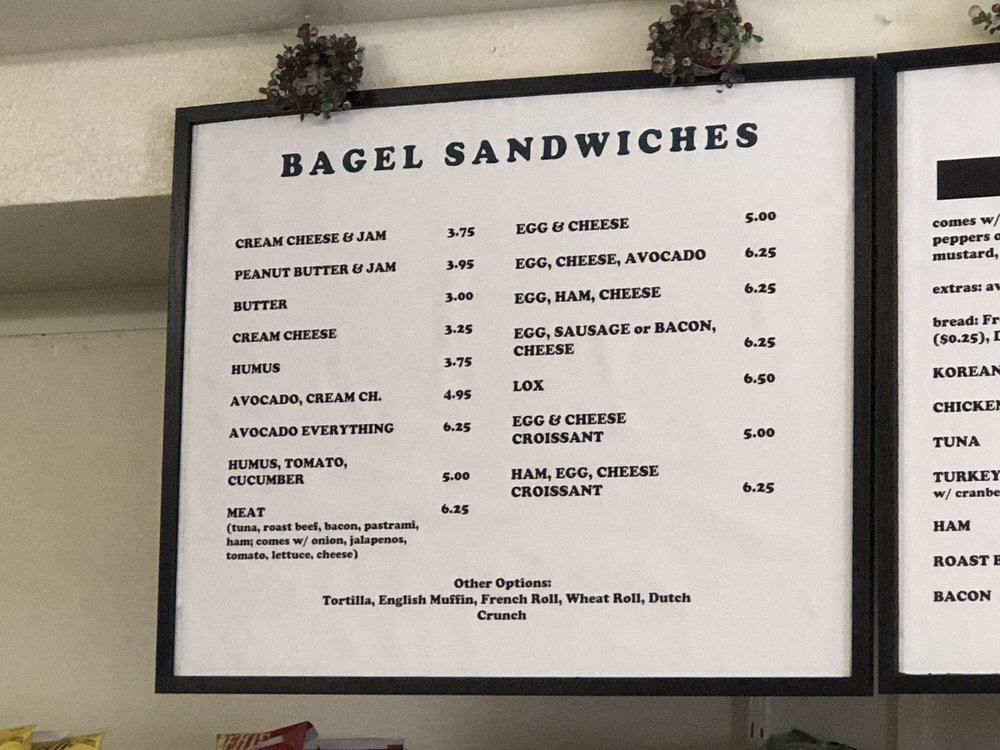 BAGEL SANDWICHES
CREAM CHEESE & JAM 3.75
PEANUT BUTTER & JAM 3.95
BUTTER 3.00
CREAM CHEESE 3.25
HUMUS 3.75
AVOCADO, CREAM CH. 4.95
AVOCADO EVERYTHING 6.25
HUMUS, TOMATO,
CUCUMBER 5.00
MEAT 6.25
(tuna, roast beef, bacon, pastrami,
ham; comes w/ onion, jalapenos,
tomato, lettuce, cheese)
EGG & CHEESE 5.00
EGG, CHEESE, AVOCADO 6.25
EGG, HAM, CHEESE 6.25
EGG, SAUSAGE or BACON,
CHEESE 6.25
LOX 6.50
EGG & CHEESE
CROISSANT 5.00
HAM, EGG, CHEESE
CROISSANT 6.25
Other Options:
Tortilla, English Muffin, French Roll, Wheat Roll, Dutch
Crunch
comes w/
peppers
mustard,
extras:
bread:
($0.25),
KOREAN
CHICKEN
TUNA
TURKEY
w/
HAM
ROAST
BACON